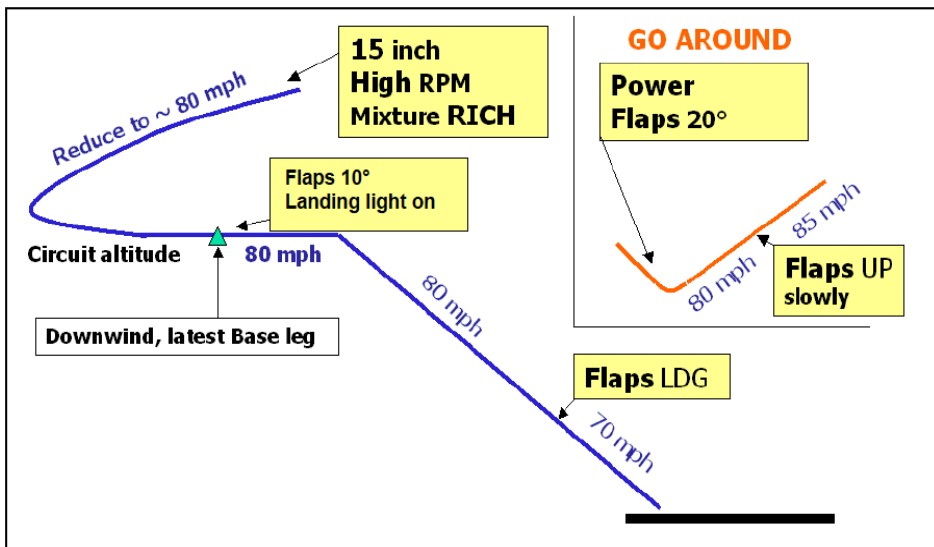 15 inch
High RPM
Mixture RICH
Reduce to ~ 80 mph
Flaps 10°
Landing light on
Circuit altitude
80 mph
Downwind, latest Base leg
80 mph
Flaps LDG
70 mph
GO AROUND
Power
Flaps 20°
85 mph
80 mph
Flaps UP
slowly